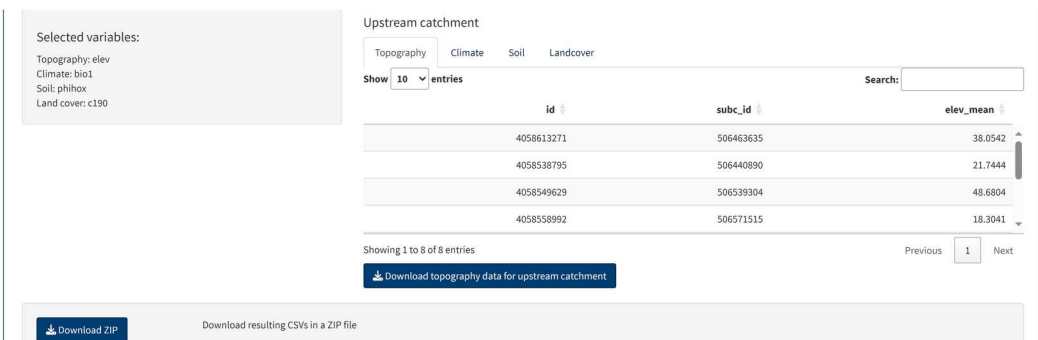 Selected variables:
Topography: elev
Climate: bio1
Soil: phihox
Land cover: c190
Upstream catchment
Topography Climate Soil Landcover
Show 10 entries Search:
id subc_id elev_mean
4058613271 506463635 38.0542
4058538795 506440890 21.7444
4058549629 506539304 48.6804
4058558992 506571515 18.3041
Showing 1 to 8 of 8 entries Previous 1 Next
Download topography data for upstream catchment
Download ZIP Download resulting CSVs in a ZIP file